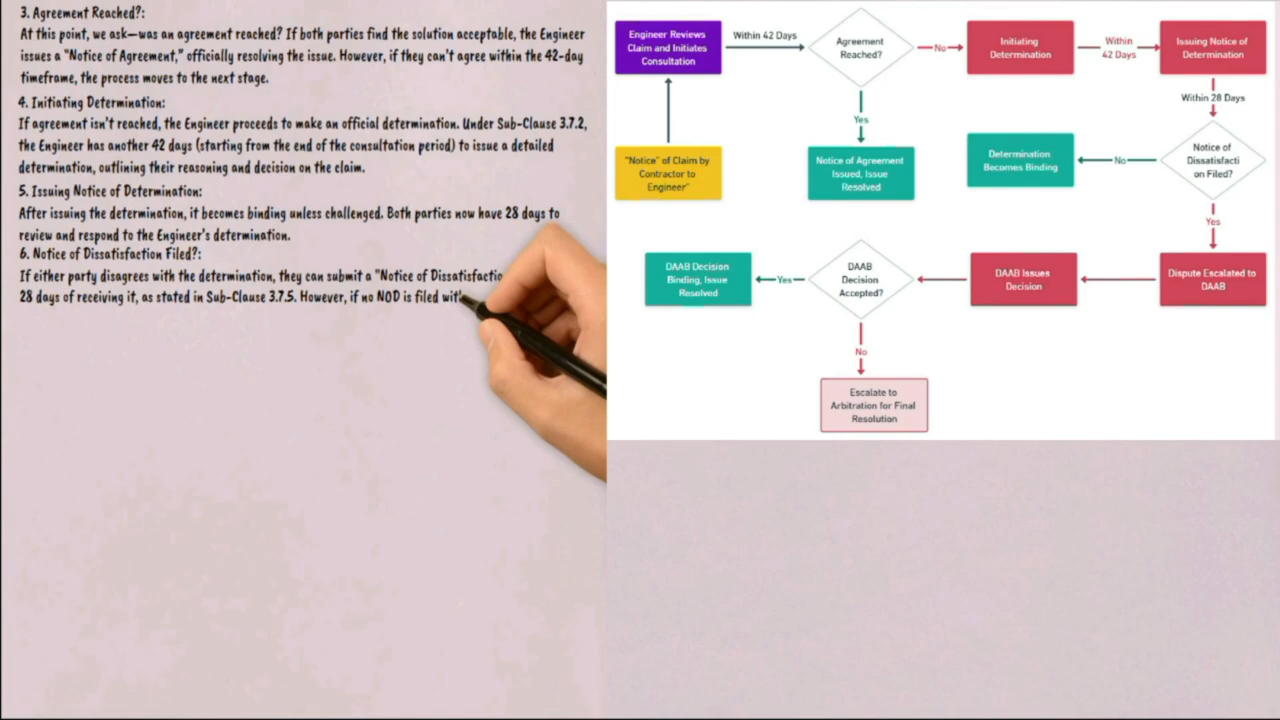 3. Agreement Reached?:
At this point, we ask—was an agreement reached? If both parties find the solution acceptable, the Engineer
issues a "Notice of Agreement," officially resolving the issue. However, if they can't agree within the 42-day
timeframe, the process moves to the next stage.
4. Initiating Determination:
If agreement isn't reached, the Engineer proceeds to make an official determination. Under Sub-Clause 3.7.2,
the Engineer has another 42 days (starting from the end of the consultation period) to issue a detailed
determination, outlining their reasoning and decision on the claim.
5. Issuing Notice of Determination:
After issuing the determination, it becomes binding unless challenged. Both parties now have 28 days to
review and respond to the Engineer's determination.
6. Notice of Dissatisfaction Filed?:
If either party disagrees with the determination, they can submit a "Notice of Dissatisfactio
28 days of receiving it, as stated in Sub-Clause 3.7.5. However, if no NOD is filed wit
Engineer Reviews
Claim and Initiates
Consultation
Within 42 Days
Agreement
Reached?
No
Initiating
Determination
Within
42 Days
Issuing Notice of
Determination
Within 28 Days
Yes
"Notice" of Claim by
Contractor to
Engineer"
Notice of Agreement
Issued, Issue
Resolved
Determination
Becomes Binding
No
Notice of
Dissatisfacti
on Filed?
Yes
DAAB Decision
Binding, Issue
Resolved
Yes
DAAB
Decision
Accepted?
DAAB Issues
Decision
Dispute Escalated to
DAAB
No
Escalate to
Arbitration for Final
Resolution